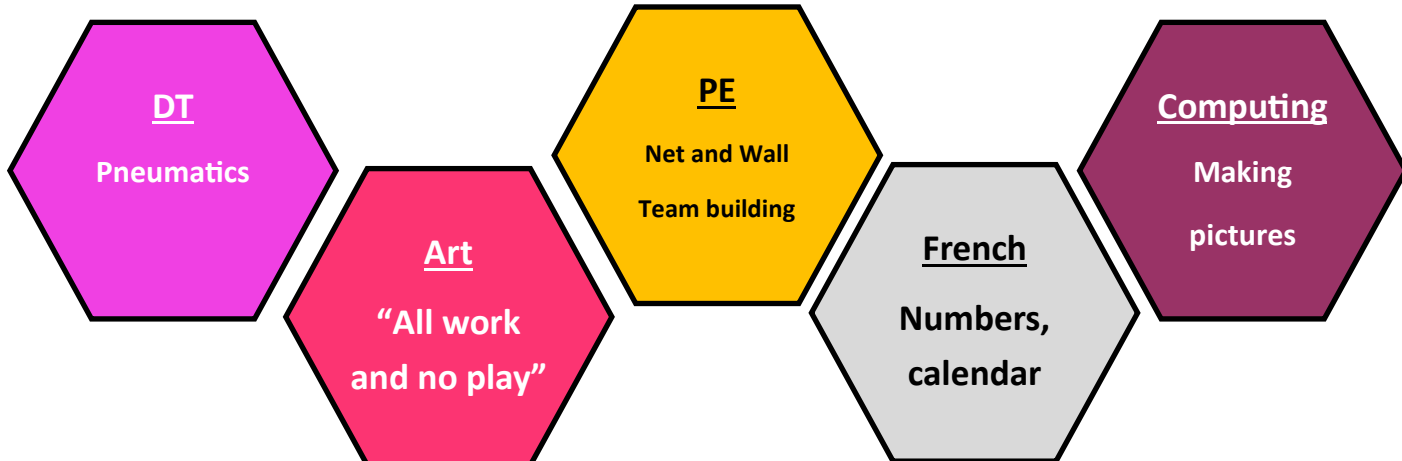 DT
Pneumatics
Art
“All work
and no play”
PE
Net and Wall
Team building
French
Numbers,
calendar
Computing
Making
pictures